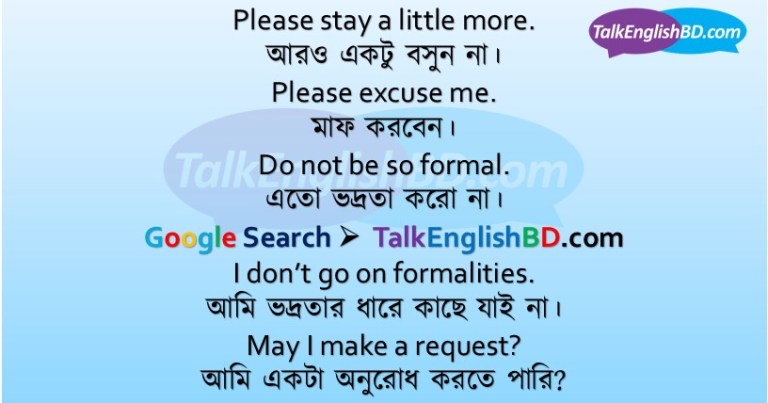 Please stay a little more.
TalkEnglishBD.com
আরও একটু বসুন না।
Please excuse me.
মাফ করবেন।
TalkEnglishBD.com
Do not be so formal.
এতো ভদ্রতা করো না।
Google Search ➢ TalkEnglishBD.com
I don’t go on formalities.
আমি ভদ্রতার ধারে কাছে যাই না।
May I make a request?
আমি একটা অনুরোধ করতে পারি?